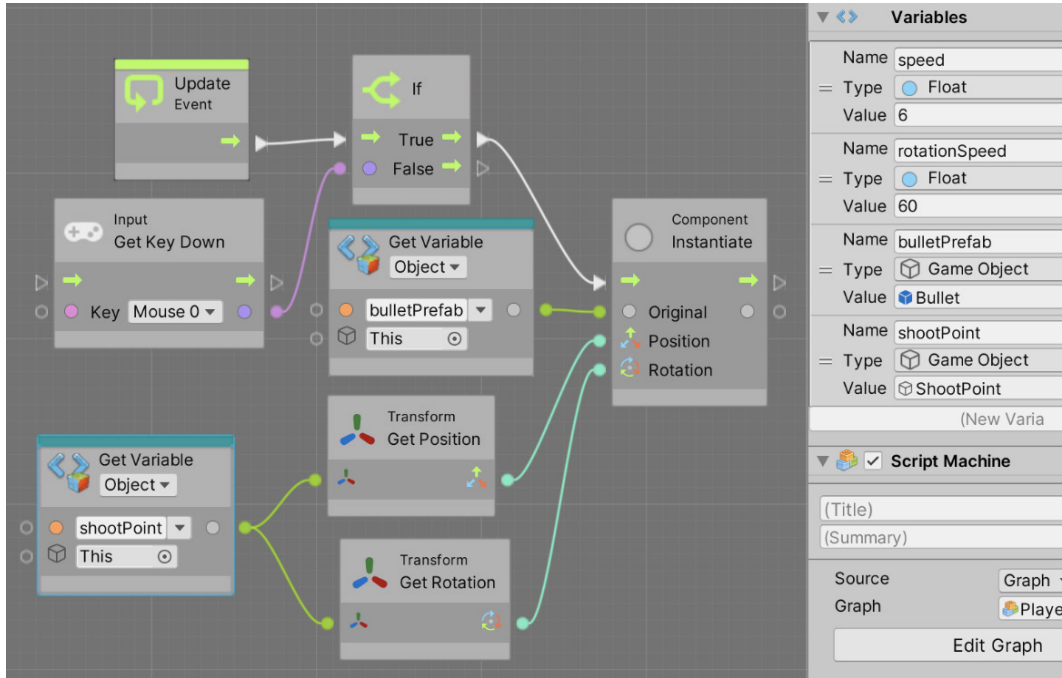 Update
Event
If
True
False
Input
Get Key Down
Key Mouse 0
Get Variable
Object
bulletPrefab
This
Component
Instantiate
Original
Position
Rotation
Transform
Get Position
Get Variable
Object
shootPoint
This
Transform
Get Rotation
Variables
Name speed
Type Float
Value 6
Name rotationSpeed
Type Float
Value 60
Name bulletPrefab
Type Game Object
Value Bullet
Name shootPoint
Type Game Object
Value ShootPoint
(New Varia
Script Machine
(Title)
(Summary)
Source Graph
Graph Playe
Edit Graph